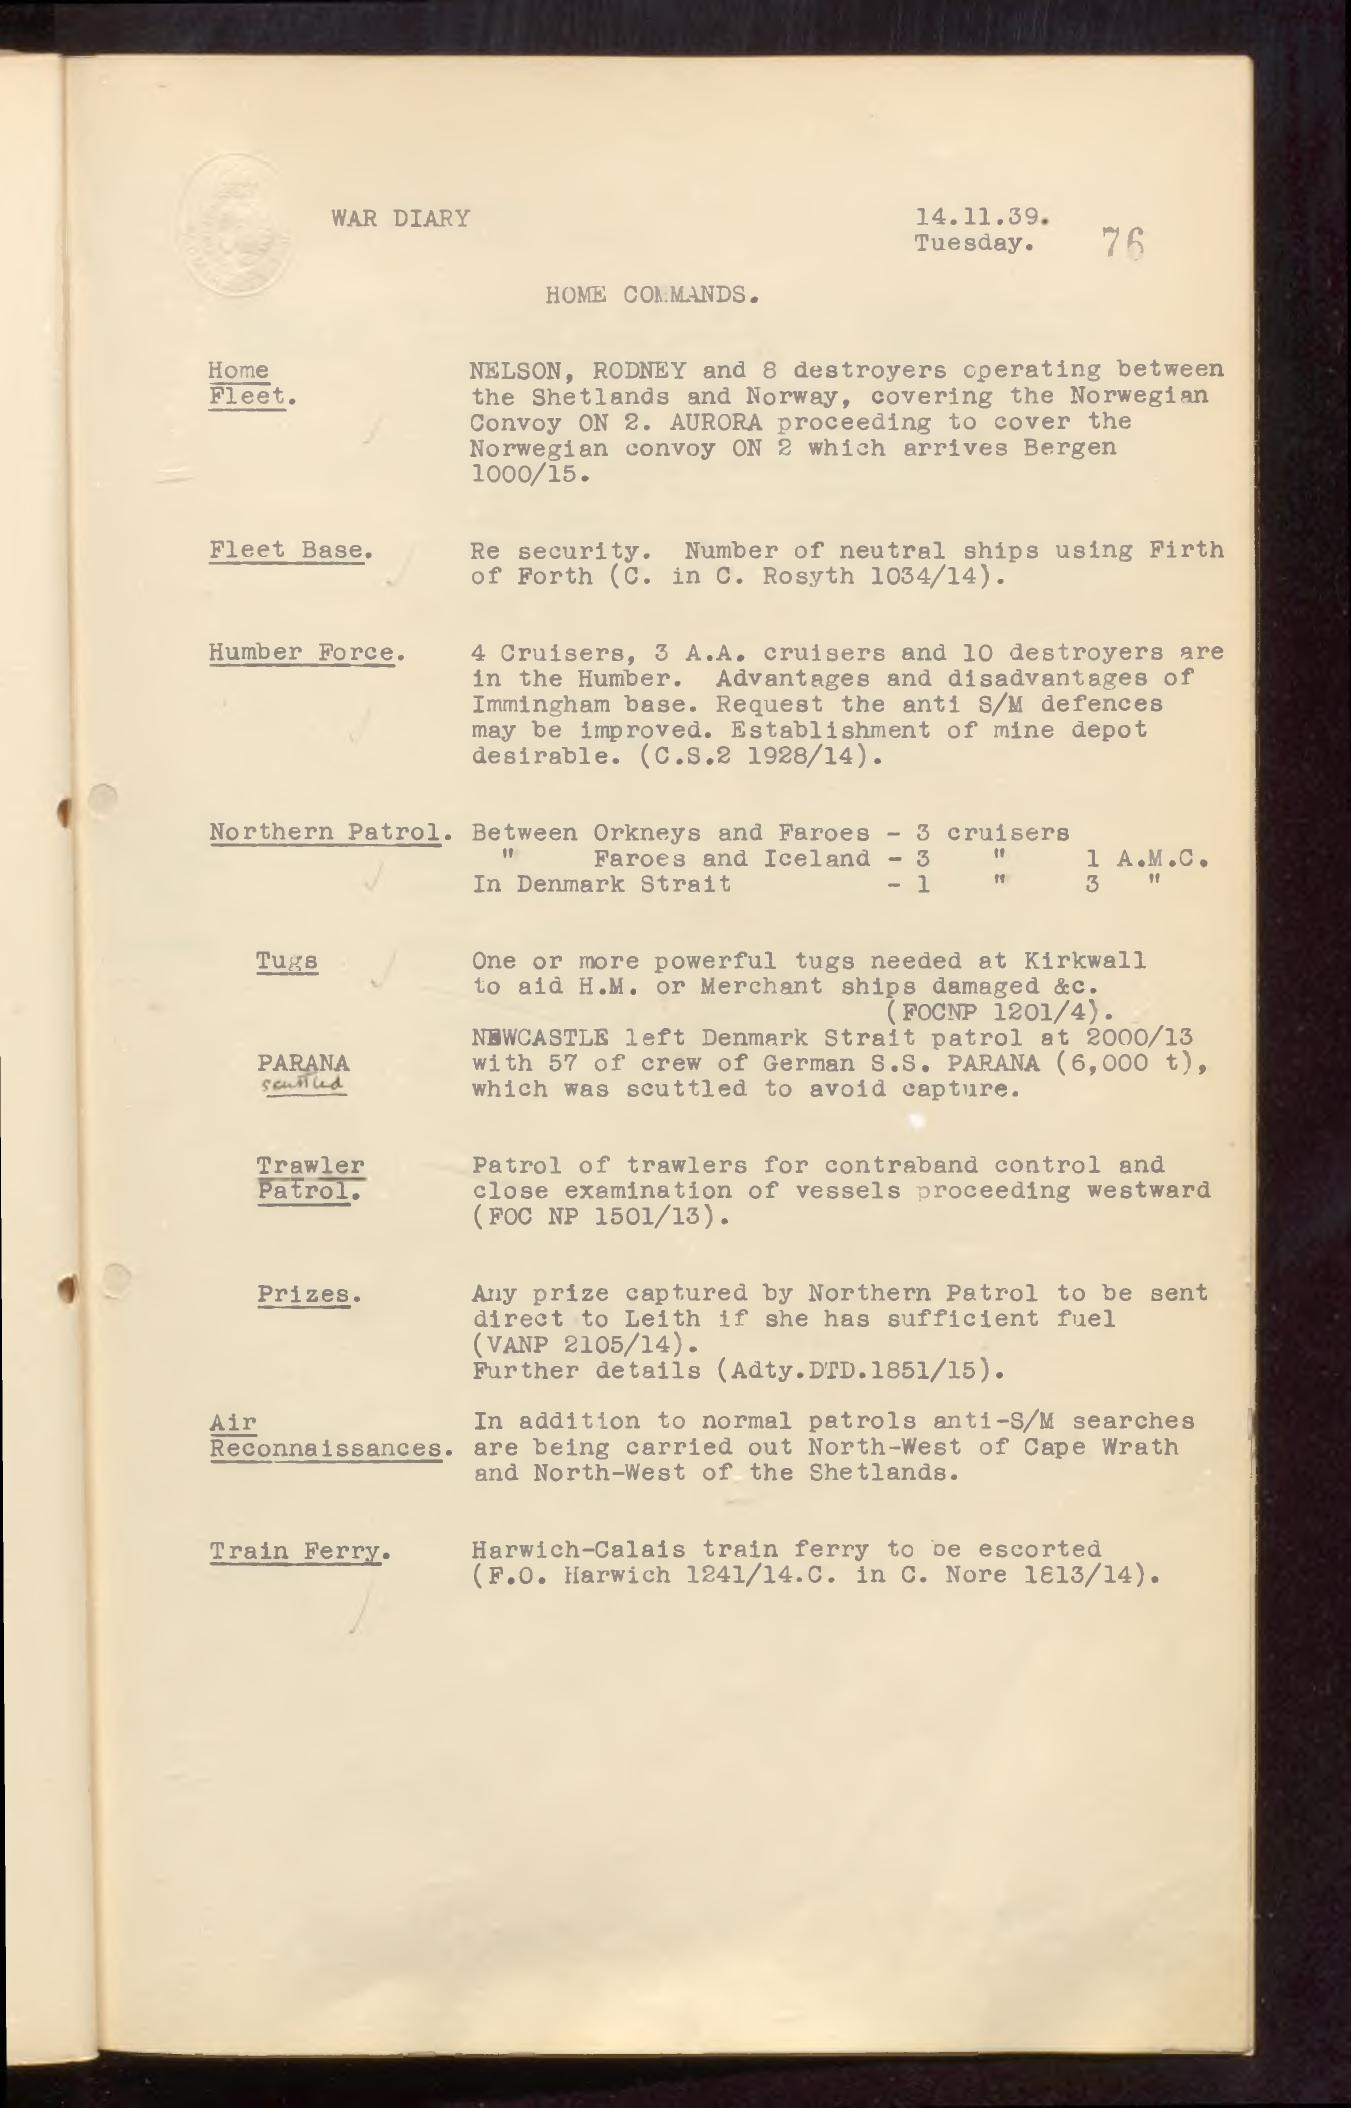 WAR DIARY
14.11.39.
Tuesday.
76
HOME COMMANDS.
Home
Fleet.
NELSON, RODNEY and 8 destroyers operating between
the Shetlands and Norway, covering the Norwegian
Convoy ON 2. AURORA proceeding to cover the
Norwegian convoy ON 2 which arrives Bergen
1000/15.
Fleet Base.
Re security. Number of neutral ships using Firth
of Forth (C. in C. Rosyth 1034/14).
Humber Force.
4 Cruisers, 3 A.A. cruisers and 10 destroyers are
in the Humber. Advantages and disadvantages of
Immingham base. Request the anti S/M defences
may be improved. Establishment of mine depot
desirable. (C.S.2 1928/14).
Northern Patrol.
Between Orkneys and Faroes - 3 cruisers
" Faroes and Iceland - 3 " 1 A.M.C.
In Denmark Strait - 1 " 3 "
Tugs
One or more powerful tugs needed at Kirkwall
to aid H.M. or Merchant ships damaged &c.
(FOCNP 1201/4).
PARANA
scuttled
NEWCASTLE left Denmark Strait patrol at 2000/13
with 57 of crew of German S.S. PARANA (6,000 t),
which was scuttled to avoid capture.
Trawler
Patrol.
Patrol of trawlers for contraband control and
close examination of vessels proceeding westward
(FOC NP 1501/13).
Prizes.
Any prize captured by Northern Patrol to be sent
direct to Leith if she has sufficient fuel
(VANP 2105/14).
Further details (Adty.DTD.1851/15).
Air
Reconnaissances.
In addition to normal patrols anti-S/M searches
are being carried out North-West of Cape Wrath
and North-West of the Shetlands.
Train Ferry.
Harwich-Calais train ferry to be escorted
(F.O. Harwich 1241/14.C. in C. Nore 1813/14).